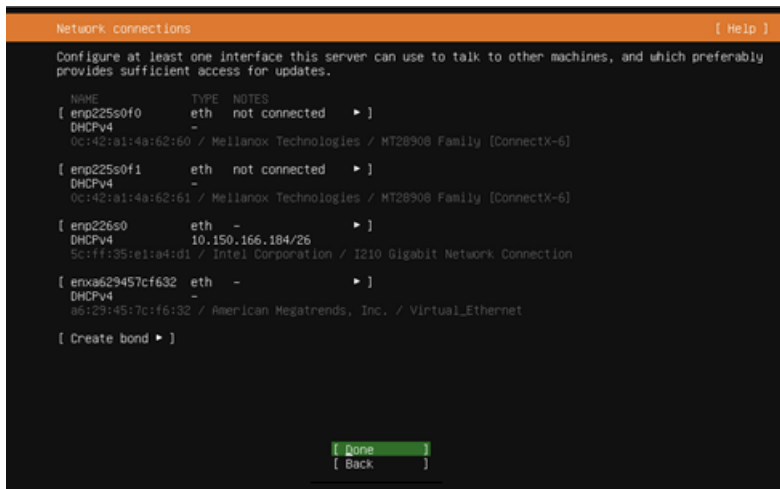 Network connections [ Help ]
Configure at least one interface this server can use to talk to other machines, and which preferably
provides sufficient access for updates.
NAME TYPE NOTES
[ enp225s0f0 eth not connected ▸ ]
DHCPv4 -
0c:42:a1:4a:62:60 / Mellanox Technologies / MT28908 Family [ConnectX-6]
[ enp225s0f1 eth not connected ▸ ]
DHCPv4 -
0c:42:a1:4a:62:61 / Mellanox Technologies / MT28908 Family [ConnectX-6]
[ enp226s0 eth - ▸ ]
DHCPv4 10.150.166.184/26
5c:ff:35:e1:a4:d1 / Intel Corporation / I210 Gigabit Network Connection
[ enxa629457cf632 eth - ▸ ]
DHCPv4 -
a6:29:45:7c:f6:32 / American Megatrends, Inc. / Virtual_Ethernet
[ Create bond ▸ ]
[ Done ]
[ Back ]